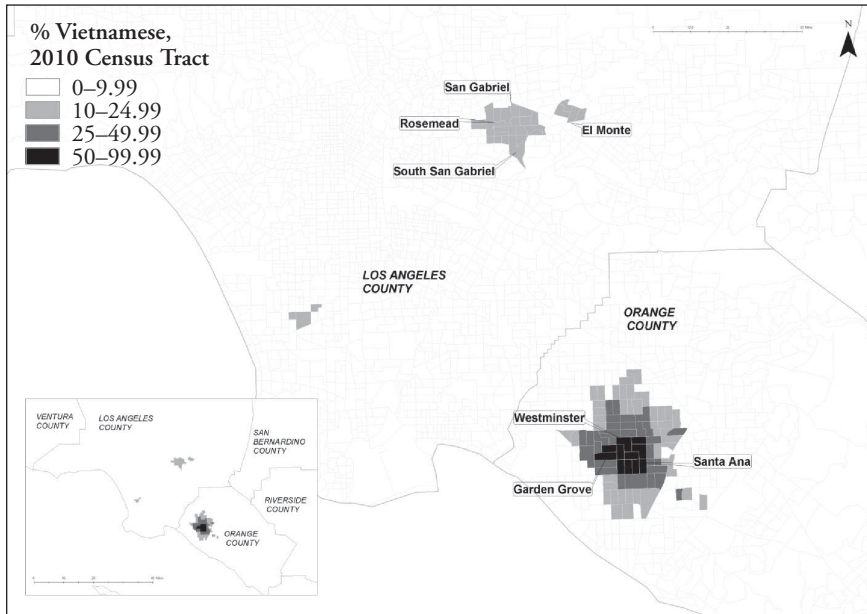 % Vietnamese,
2010 Census Tract
0–9.99
10–24.99
25–49.99
50–99.99
N
San Gabriel
Rosemead
El Monte
South San Gabriel
LOS ANGELES
COUNTY
ORANGE
COUNTY
Westminster
Santa Ana
Garden Grove
VENTURA
COUNTY
LOS ANGELES
COUNTY
SAN
BERNARDINO
COUNTY
RIVERSIDE
COUNTY
ORANGE
COUNTY